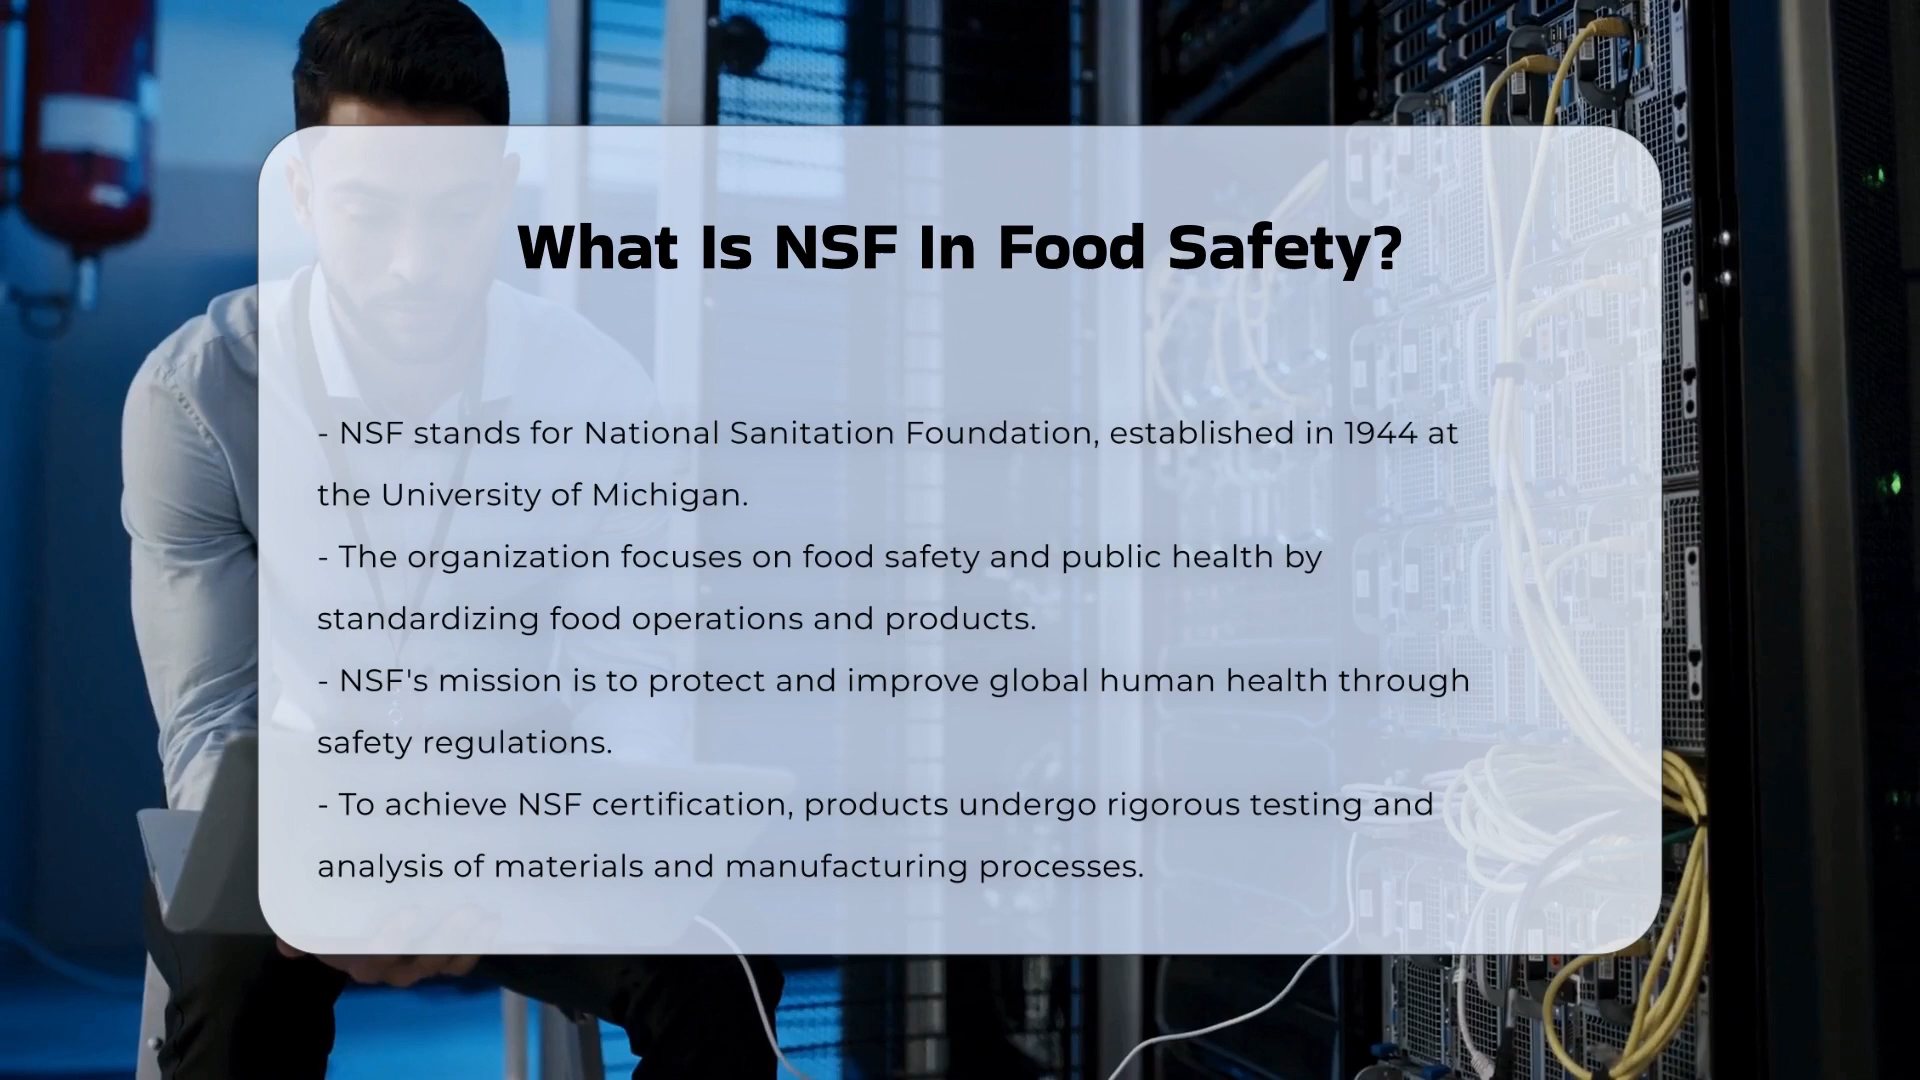 What Is NSF In Food Safety?
- NSF stands for National Sanitation Foundation, established in 1944 at
the University of Michigan.
- The organization focuses on food safety and public health by
standardizing food operations and products.
- NSF's mission is to protect and improve global human health through
safety regulations.
- To achieve NSF certification, products undergo rigorous testing and
analysis of materials and manufacturing processes.